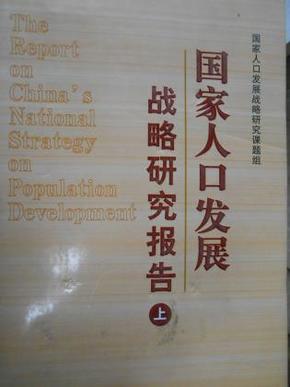 The
Report
on
China's
National
Strategy
on
Population
Development
国家人口发展战略研究课题组
国家人口发展
战略研究报告
上